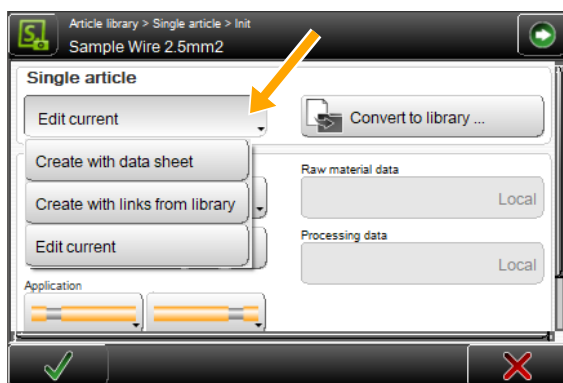 Article library > Single article > Init
Sample Wire 2.5mm2
Single article
Edit current
Convert to library ...
Create with data sheet
Create with links from library
Edit current
Raw material data
Local
Processing data
Local
Application